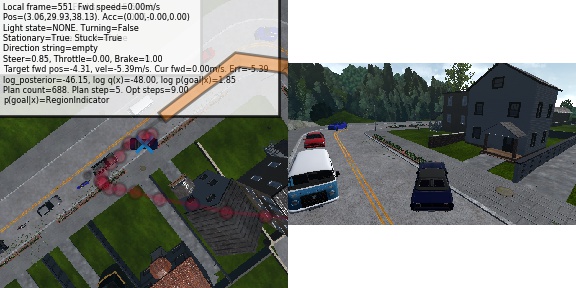 Local frame=551. Fwd speed=0.00m/s
Pos=(3.06,29.93,38.13). Acc=(0.00,-0.00,0.00)
Light state=NONE. Turning=False
Stationary=True. Stuck=True
Direction string=empty
Steer=0.85, Throttle=0.00, Brake=1.00
Target fwd pos=-4.31, vel=-5.39m/s. Cur fwd=0.00m/s. Err=-5.39
log_posterior=-46.15, log q(x)=-48.00, log p(goal|x)=1.85
Plan count=688. Plan step=5. Opt steps=9.00
p(goal|x)=RegionIndicator